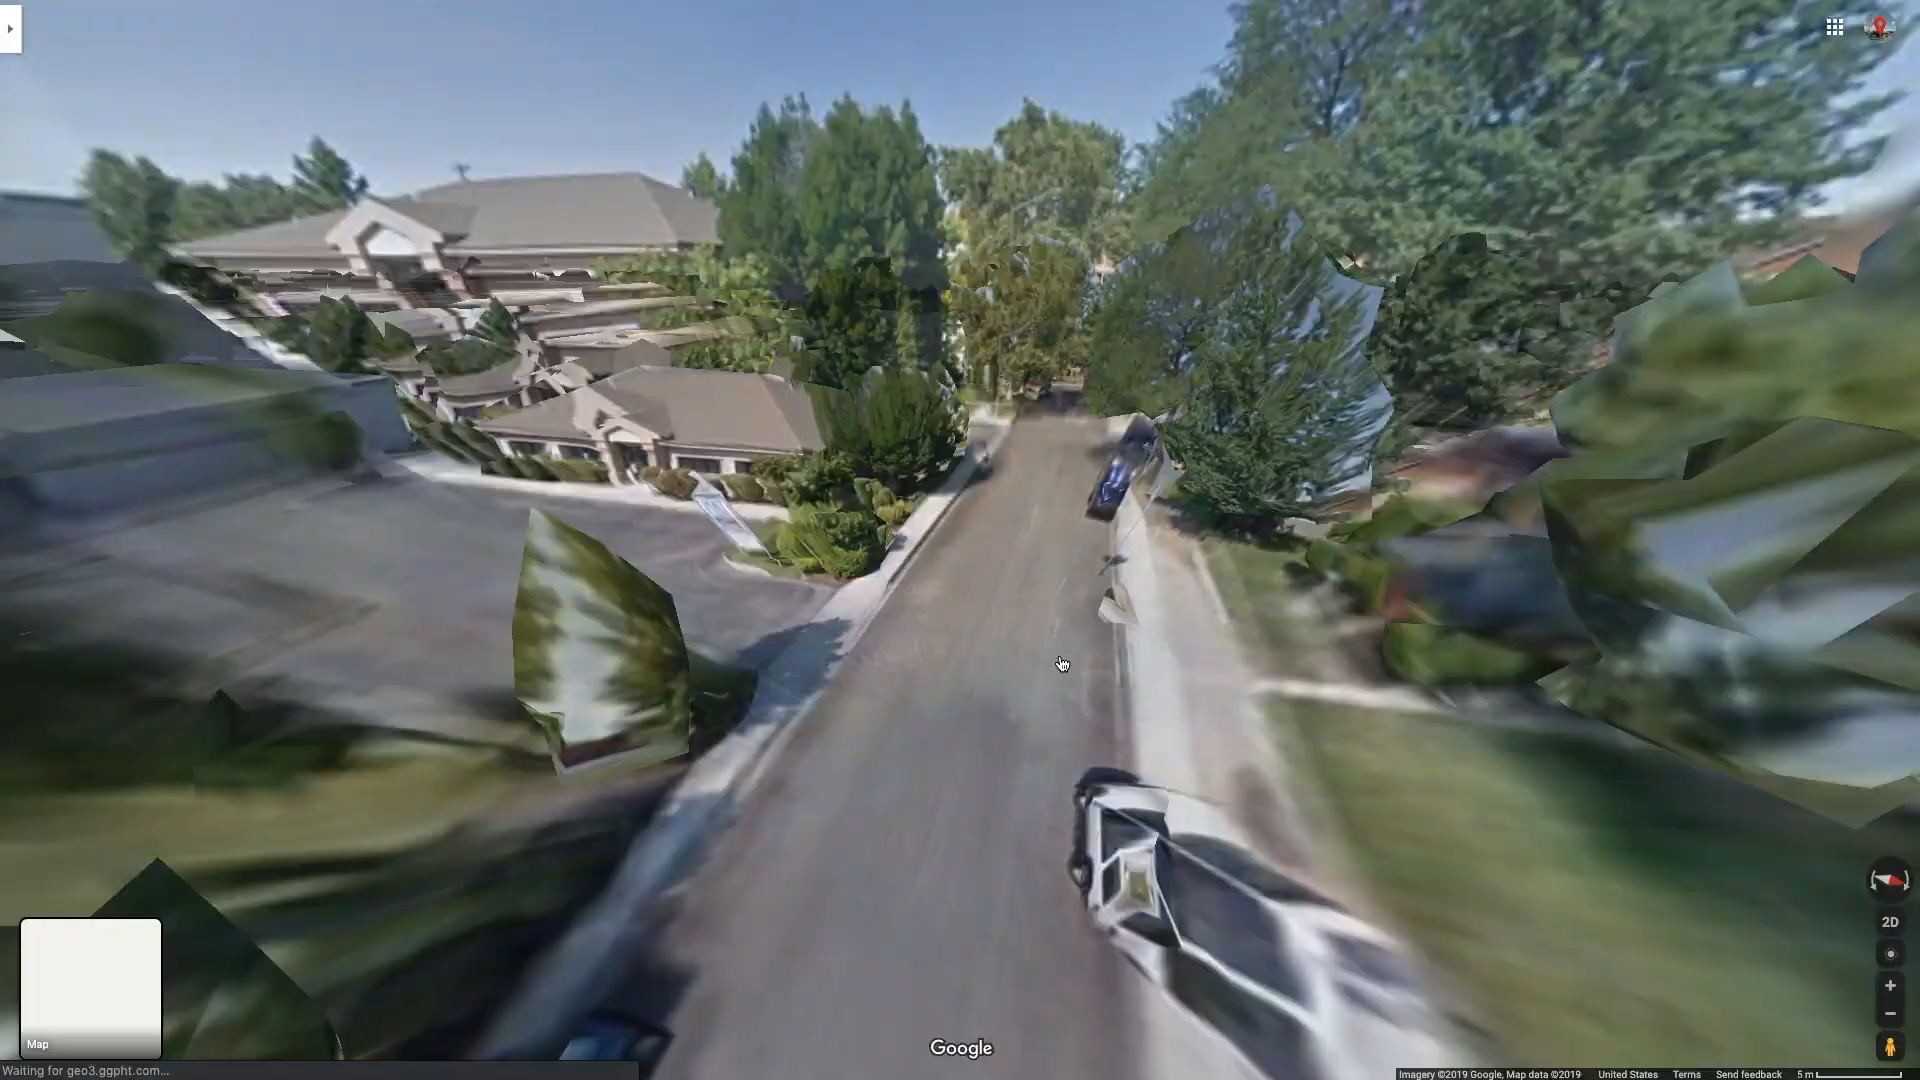 2D
Google
Map
Waiting for geo3.ggpht.com...
Imagery ©2019 Google, Map data ©2019 United States Terms Send feedback 5 m